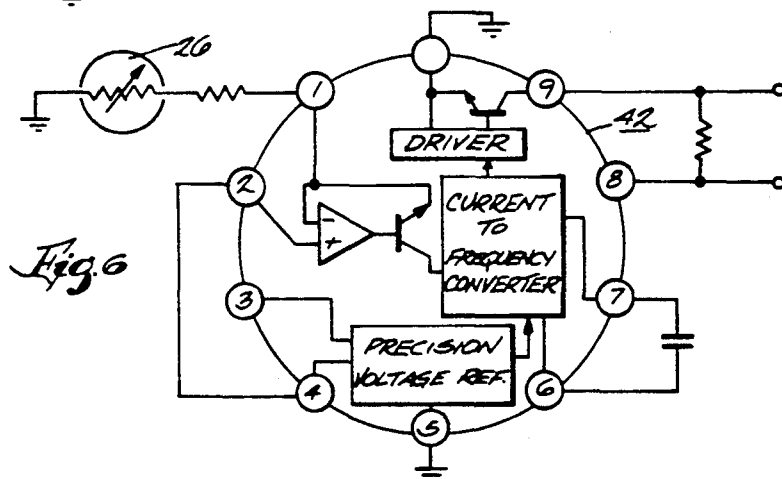 26
1
9
42
DRIVER
2
8
-
+
CURRENT
TO
FREQUENCY
CONVERTER
Fig. 6
3
7
PRECISION
VOLTAGE REF.
4
6
5